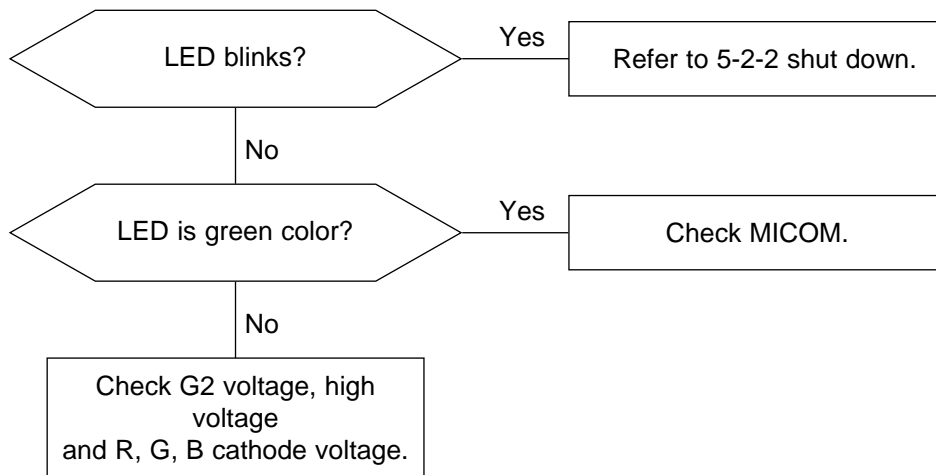 LED blinks?
Yes
Refer to 5-2-2 shut down.
No
LED is green color?
Yes
Check MICOM.
No
Check G2 voltage, high
voltage
and R, G, B cathode voltage.